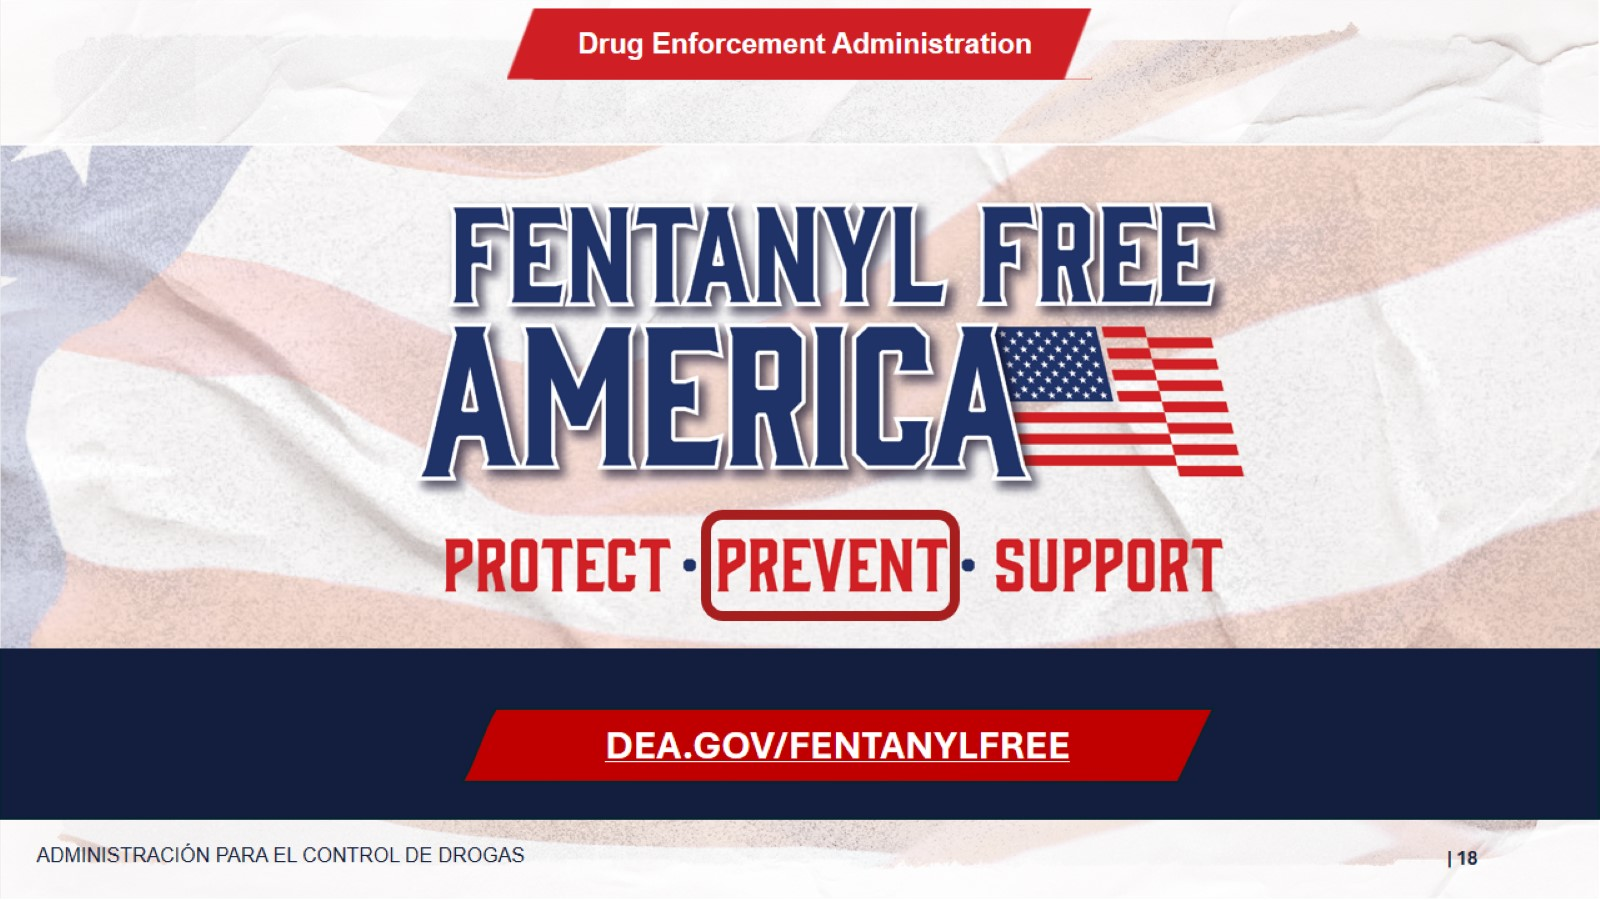 Drug Enforcement Administration
FENTANYL FREE
AMERICA
PROTECT • PREVENT • SUPPORT
DEA.GOV/FENTANYLFREE
ADMINISTRACIÓN PARA EL CONTROL DE DROGAS
| 18